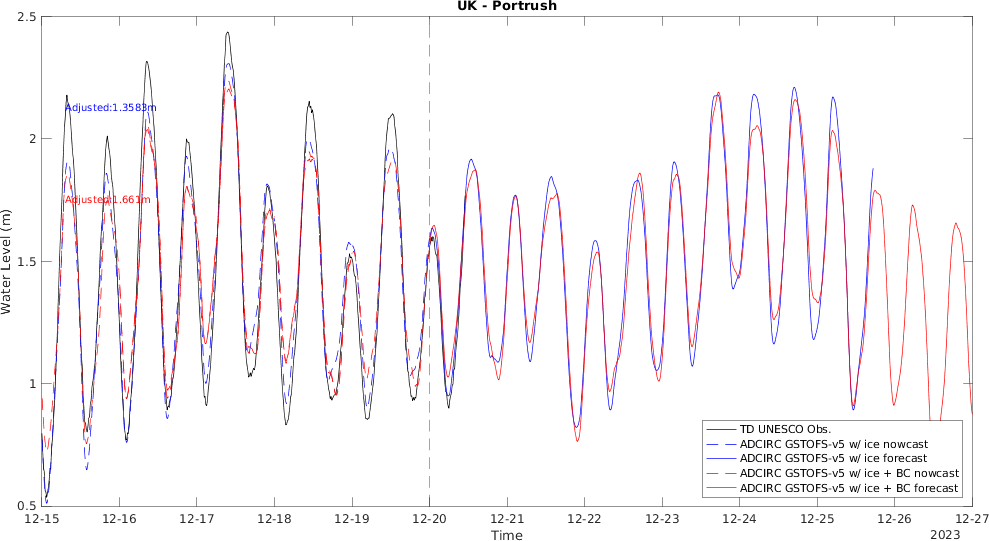 UK - Portrush
2.5
2
1.5
1
0.5
Water Level (m)
Adjusted:1.3583m
Adjusted:1.661m
TD UNESCO Obs.
ADCIRC GSTOFS-v5 w/ ice nowcast
ADCIRC GSTOFS-v5 w/ ice forecast
ADCIRC GSTOFS-v5 w/ ice + BC nowcast
ADCIRC GSTOFS-v5 w/ ice + BC forecast
12-15 12-16 12-17 12-18 12-19 12-20 12-21 12-22 12-23 12-24 12-25 12-26 12-27
Time
2023